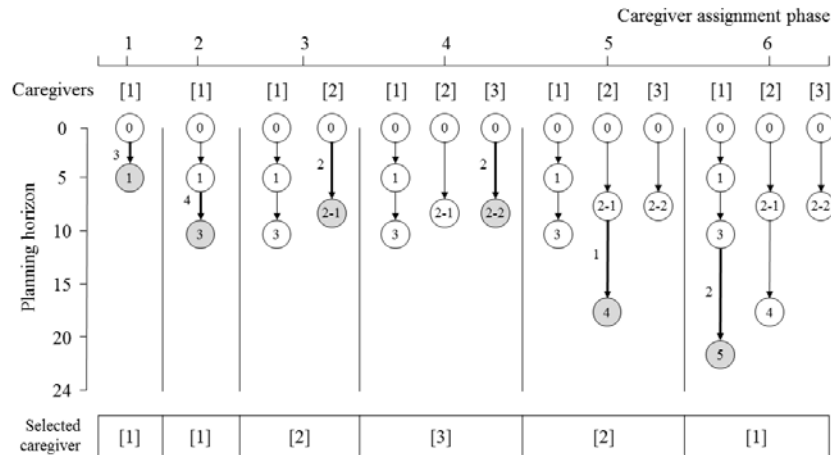 Caregiver assignment phase
1 2 3 4 5 6
Caregivers [1] [1] [1] [2] [1] [2] [3] [1] [2] [3] [1] [2] [3]
0 0 0 0 0 0 0 0 0 0 0 0 0 0
3 2 2
5 1 1 1 1 1 1
4 2-1 2-1 2-2 2-1 2-2 2-1 2-2
10 3 3 3 3 3
1
15 2
4 4
20
5
24
Planning horizon
Selected
caregiver
[1] [1] [2] [3] [2] [1]